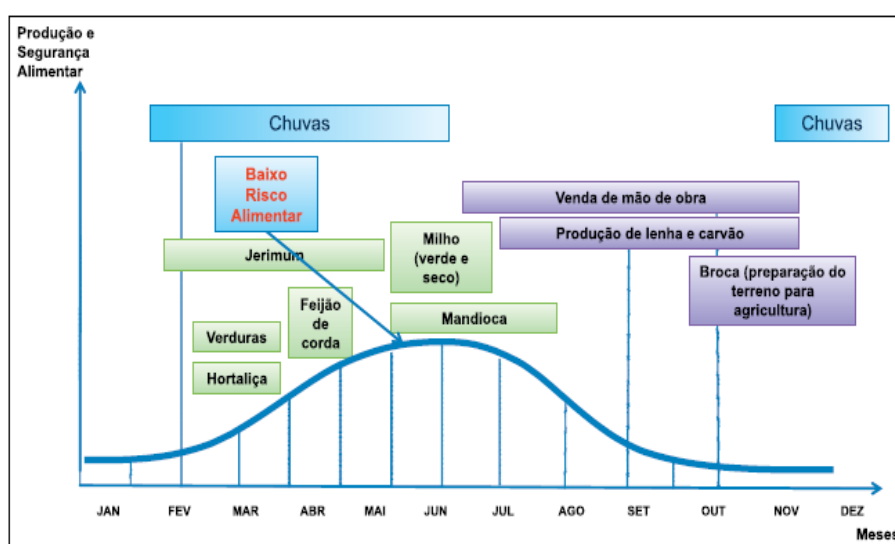 Produção e
Segurança
Alimentar
Chuvas
Chuvas
Baixo
Risco
Alimentar
Venda de mão de obra
Produção de lenha e carvão
Milho
(verde e
seco)
Jerimum
Broca (preparação do
terreno para
agricultura)
Feijão
de
corda
Mandioca
Verduras
Hortaliça
JAN FEV MAR ABR MAI JUN JUL AGO SET OUT NOV DEZ
Meses